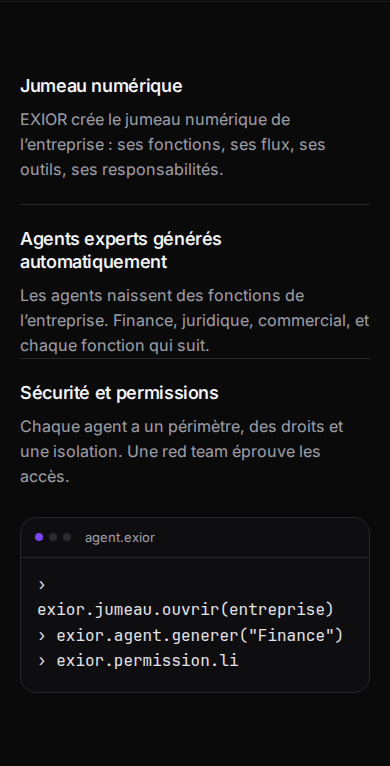 Jumeau numérique
EXIOR crée le jumeau numérique de
l’entreprise : ses fonctions, ses flux, ses
outils, ses responsabilités.
Agents experts générés
automatiquement
Les agents naissent des fonctions de
l’entreprise. Finance, juridique, commercial, et
chaque fonction qui suit.
Sécurité et permissions
Chaque agent a un périmètre, des droits et
une isolation. Une red team éprouve les
accès.
agent.exior
›
exior.jumeau.ouvrir(entreprise)
› exior.agent.generer("Finance")
› exior.permission.li